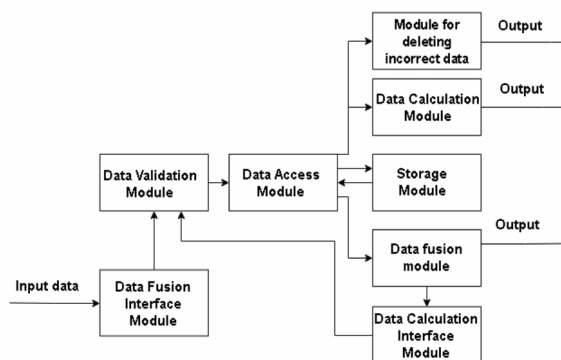 Module for
deleting
incorrect data
Output
Data Calculation
Module
Output
Data Validation
Module
Data Access
Module
Storage
Module
Data fusion
module
Output
Input data
Data Fusion
Interface
Module
Data Calculation
Interface
Module